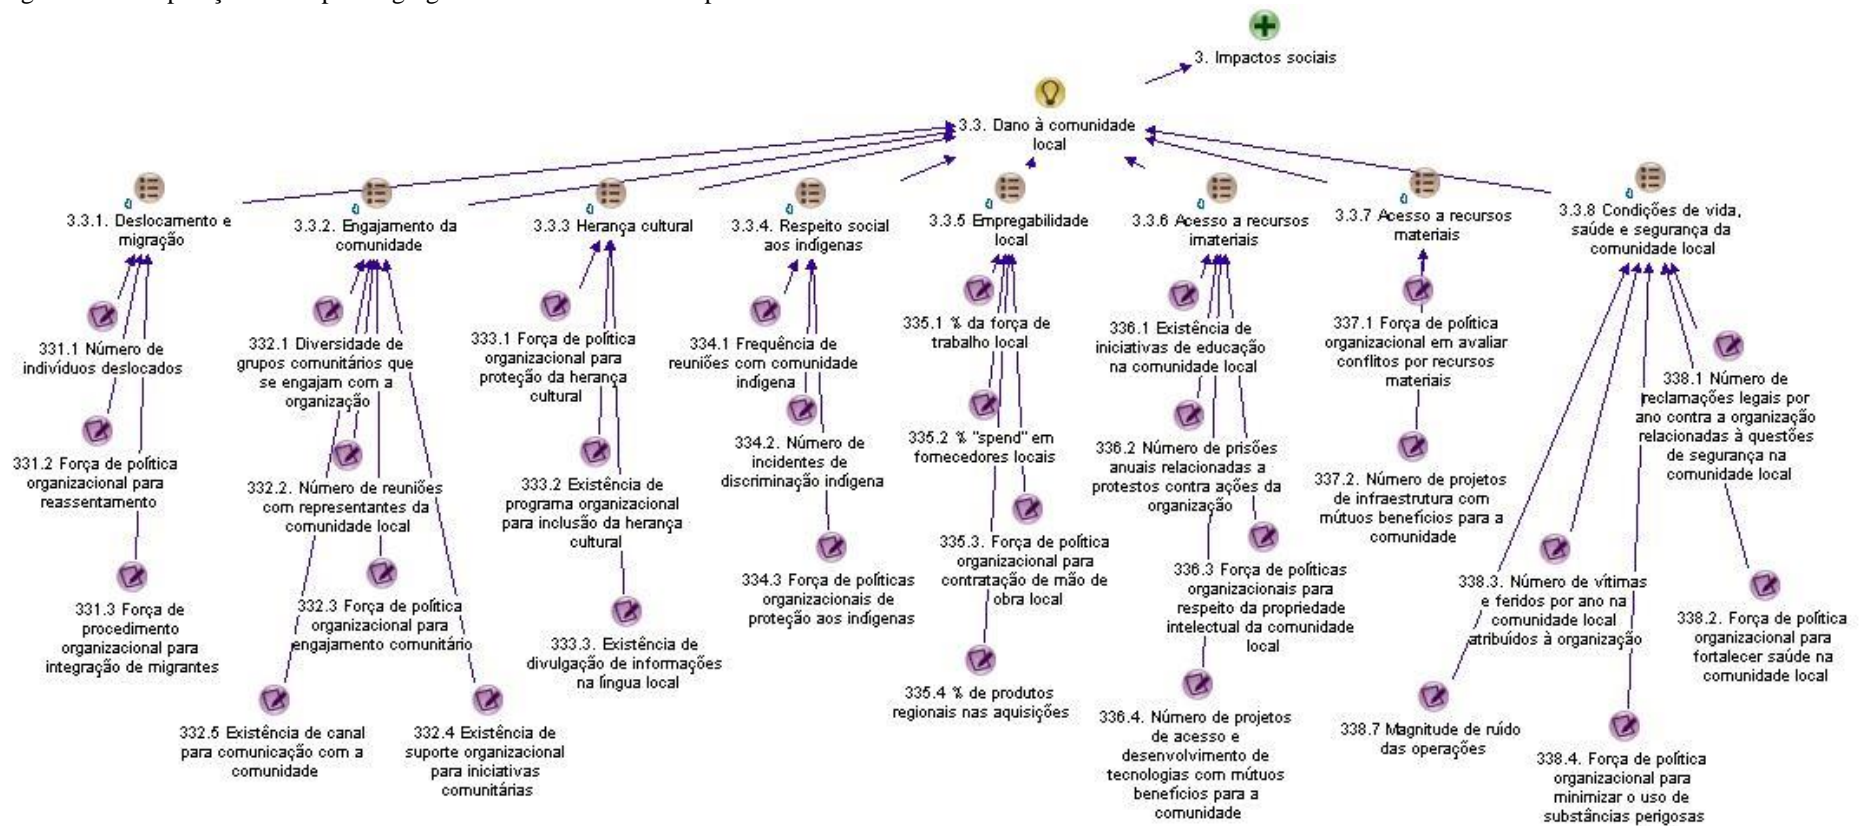 3. Impactos sociais
3.3. Dano à comunidade
local
3.3.1. Deslocamento e
migração
3.3.2. Engajamento da
comunidade
3.3.3 Herança cultural
3.3.4. Respeito social
aos indígenas
3.3.5 Empregabilidade
local
3.3.6 Acesso a recursos
imateriais
3.3.7 Acesso a recursos
materiais
3.3.8 Condições de vida,
saúde e segurança da
comunidade local
331.1 Número de
indivíduos deslocados
331.2 Força de política
organizacional para
reassentamento
331.3 Força de
procedimento
organizacional para
integração de migrantes
332.1 Diversidade de
grupos comunitários que
se engajam com a
organização
332.2. Número de reuniões
com representantes da
comunidade local
332.3 Força de política
organizacional para
engajamento comunitário
332.5 Existência de canal
para comunicação com a
comunidade
332.4 Existência de
suporte organizacional
para iniciativas
comunitárias
333.1 Força de política
organizacional para
proteção da herança
cultural
333.2 Existência de
programa organizacional
para inclusão da herança
cultural
333.3. Existência de
divulgação de informações
na língua local
334.1 Frequência de
reuniões com comunidade
indígena
334.2. Número de
incidentes de
discriminação indígena
334.3 Força de políticas
organizacionais de
proteção aos indígenas
335.1 % da força de
trabalho local
335.2 % "spend" em
fornecedores locais
335.3. Força de política
organizacional para
contratação de mão de
obra local
335.4 % de produtos
regionais nas aquisições
336.1 Existência de
iniciativas de educação
na comunidade local
336.2 Número de prisões
anuais relacionadas a
protestos contra ações da
organização
336.3 Força de políticas
organizacionais para
respeito da propriedade
intelectual da comunidade
local
336.4. Número de projetos
de acesso e
desenvolvimento de
tecnologias com mútuos
benefícios para a
comunidade
337.1 Força de política
organizacional em avaliar
conflitos por recursos
materiais
337.2. Número de projetos
de infraestrutura com
mútuos benefícios para a
comunidade
338.1 Número de
reclamações legais por
ano contra a organização
relacionadas à questões
de segurança na
comunidade local
338.3. Número de vítimas
e feridos por ano na
comunidade local
atribuídos à organização
338.2. Força de política
organizacional para
fortalecer saúde na
comunidade local
338.7 Magnitude de ruído
das operações
338.4. Força de política
organizacional para
minimizar o uso de
substâncias perigosas